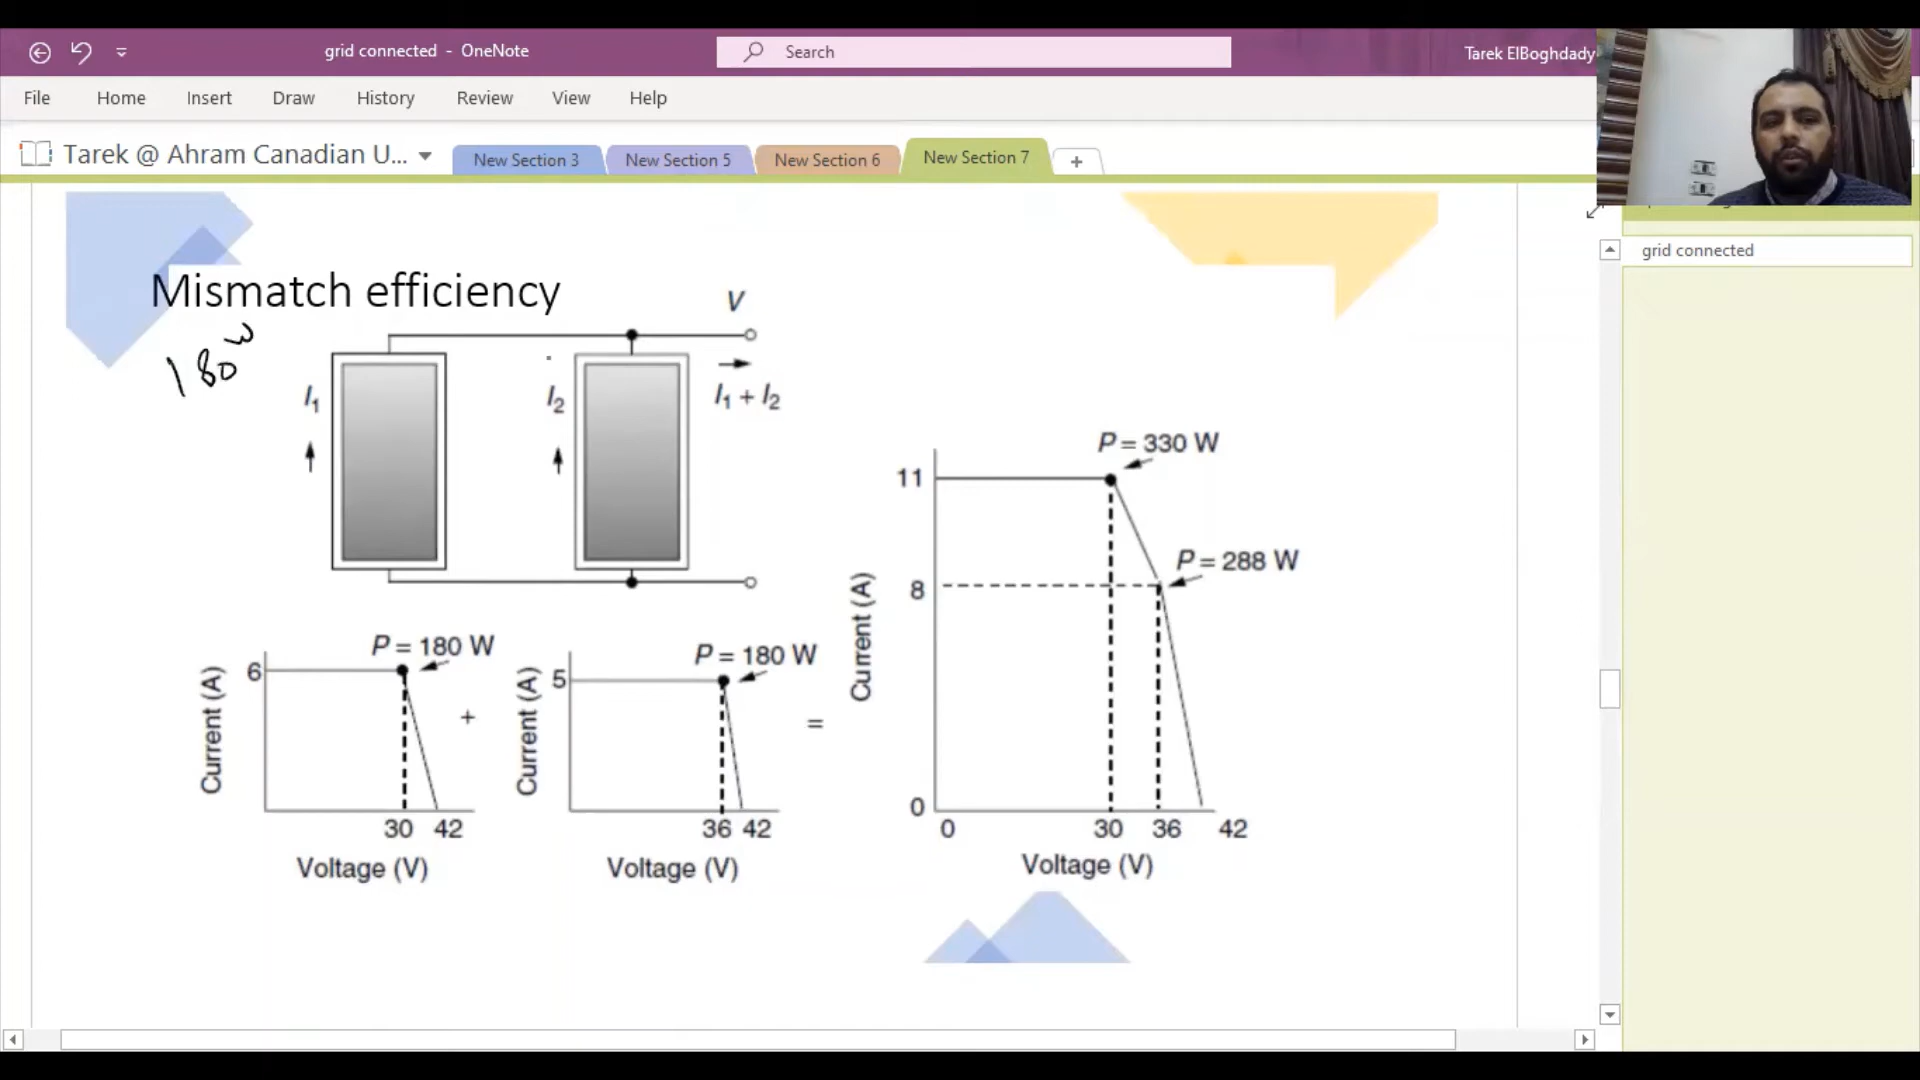 grid connected - OneNote
Search
Tarek ElBoghdady
File Home Insert Draw History Review View Help
Tarek @ Ahram Canadian U...
New Section 3
New Section 5
New Section 6
New Section 7
+
grid connected
Mismatch efficiency
180 W
V
I1
I2
I1 + I2
P = 180 W
6
Current (A)
30 42
Voltage (V)
+
P = 180 W
5
Current (A)
36 42
Voltage (V)
=
P = 330 W
11
P = 288 W
8
Current (A)
0
0 30 36 42
Voltage (V)